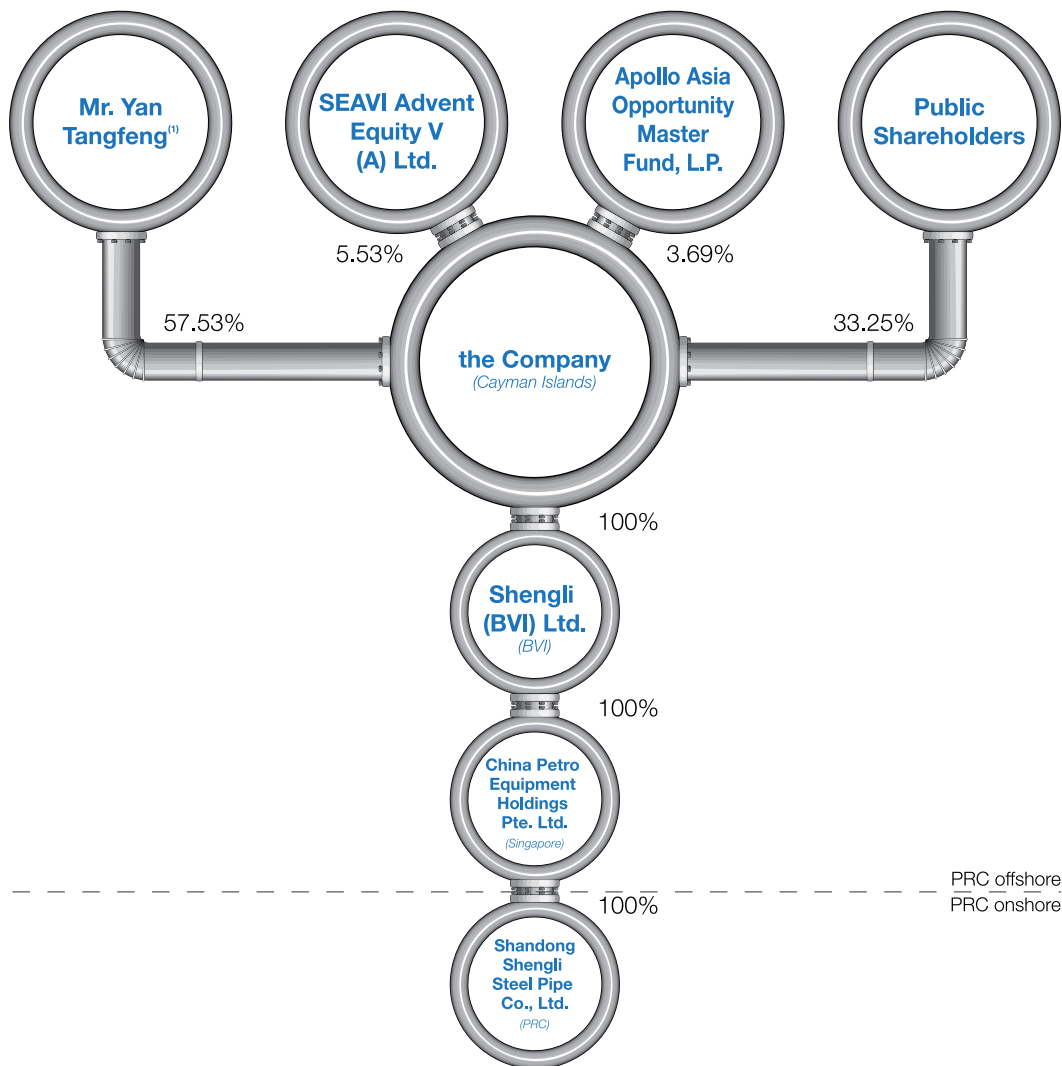 Mr. Yan
Tangfeng(1)
SEAVI Advent
Equity V
(A) Ltd.
Apollo Asia
Opportunity
Master
Fund, L.P.
Public
Shareholders
5.53%
3.69%
57.53%
33.25%
the Company
(Cayman Islands)
100%
Shengli
(BVI) Ltd.
(BVI)
100%
China Petro
Equipment
Holdings
Pte. Ltd.
(Singapore)
PRC offshore
100%
PRC onshore
Shandong
Shengli
Steel Pipe
Co., Ltd.
(PRC)